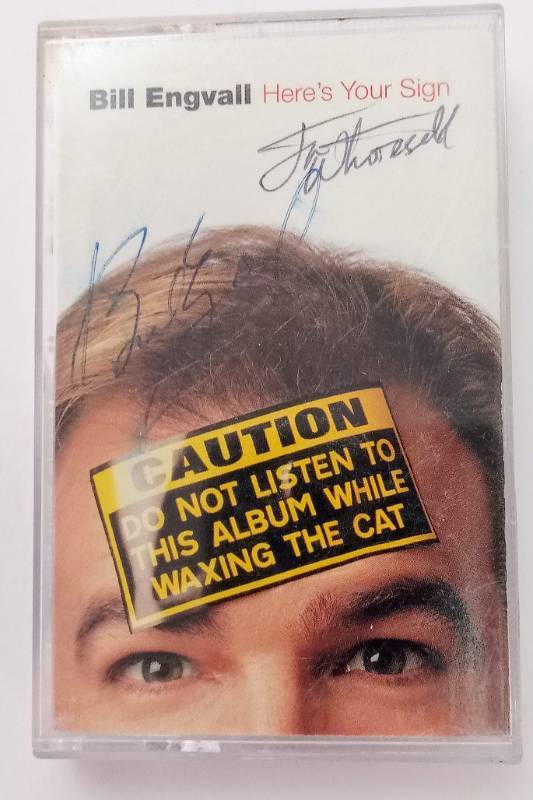 Bill Engvall Here's Your Sign
CAUTION
DO NOT LISTEN TO
THIS ALBUM WHILE
WAXING THE CAT